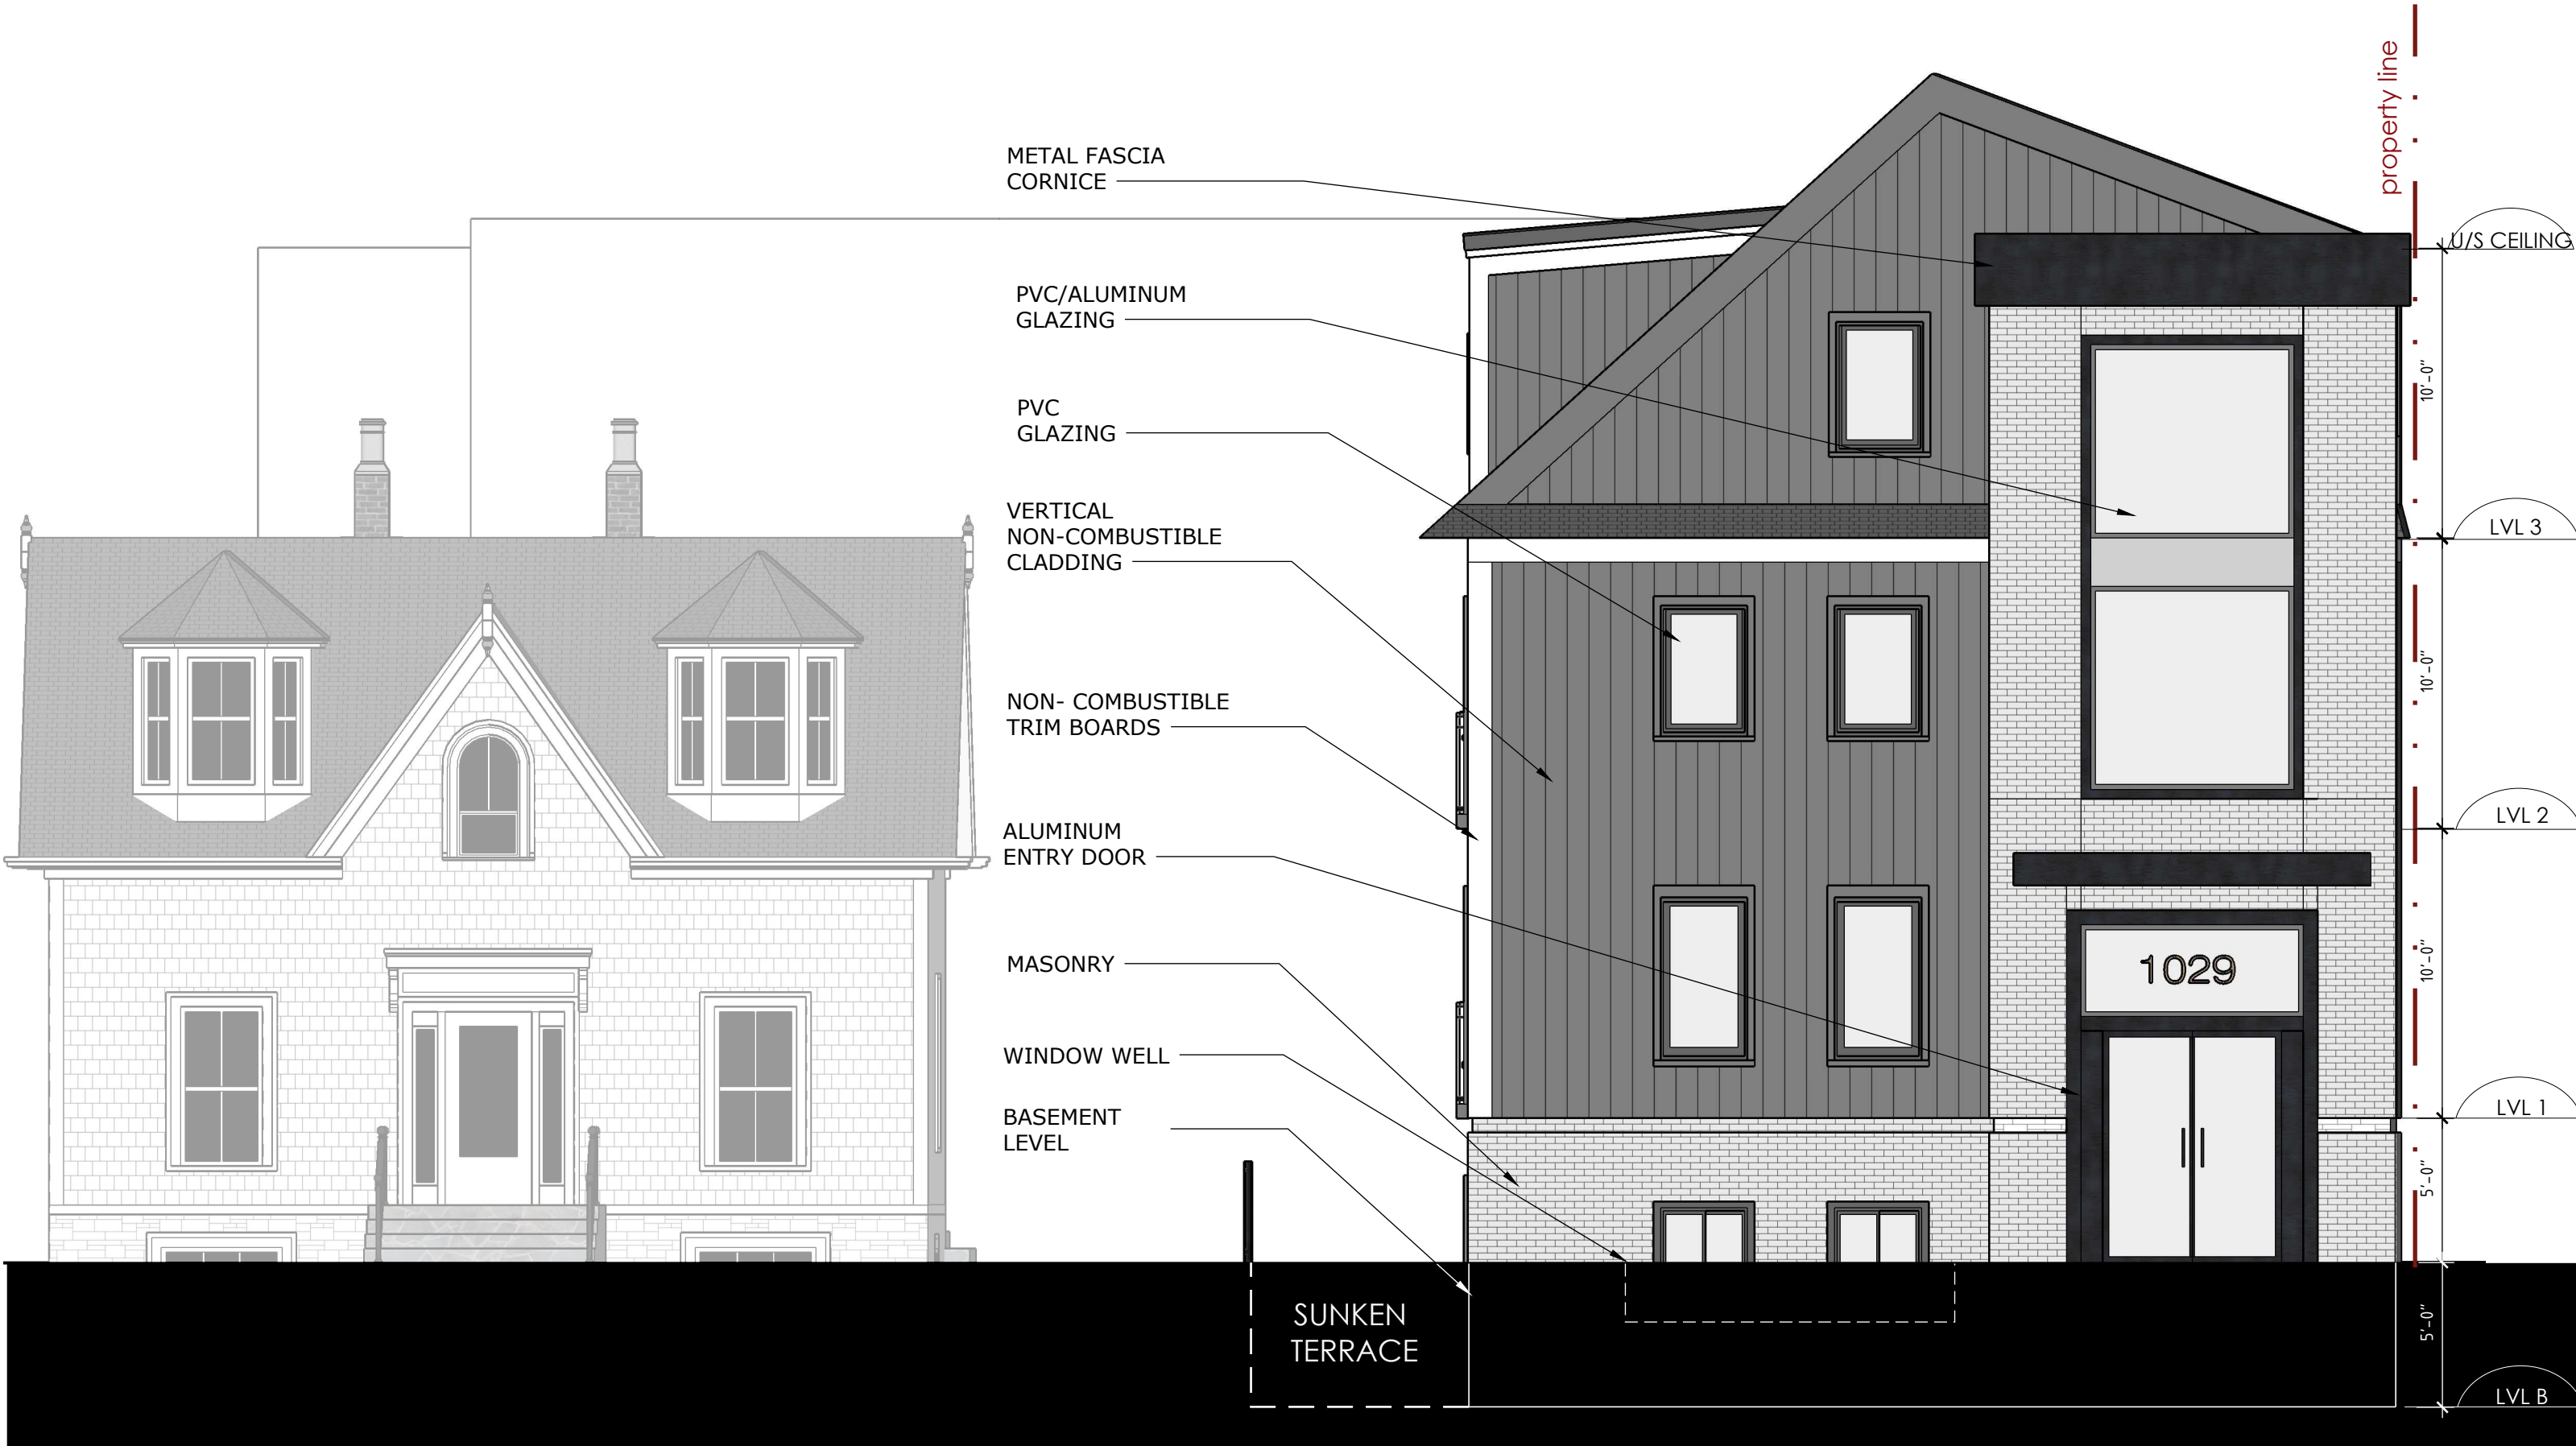 property line
METAL FASCIA
CORNICE
U/S CEILING
PVC/ALUMINUM
GLAZING
10'-0"
PVC
GLAZING
VERTICAL
NON-COMBUSTIBLE
CLADDING
LVL 3
10'-0"
NON- COMBUSTIBLE
TRIM BOARDS
LVL 2
ALUMINUM
ENTRY DOOR
MASONRY
1029
10'-0"
WINDOW WELL
BASEMENT
LEVEL
LVL 1
5'-0"
SUNKEN
TERRACE
5'-0"
LVL B